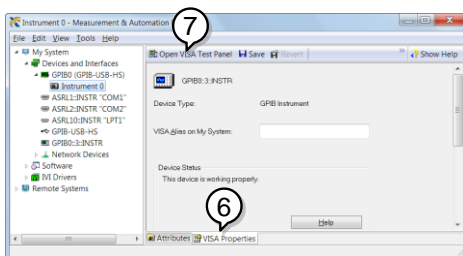 Instrument 0 - Measurement & Automation
File Edit View Tools Help
My System
Devices and Interfaces
GPIB0 (GPIB-USB-HS)
Instrument 0
ASRL1::INSTR "COM1"
ASRL2::INSTR "COM2"
ASRL10::INSTR "LPT1"
GPIB-USB-HS
GPIB0::3::INSTR
Network Devices
Software
IVI Drivers
Remote Systems
7
Open VISA Test Panel Save Revert Show Help
GPIB0::3::INSTR
Device Type: GPIB Instrument
VISA Alias on My System:
Device Status
This device is working properly.
6
Help
Attributes VISA Properties